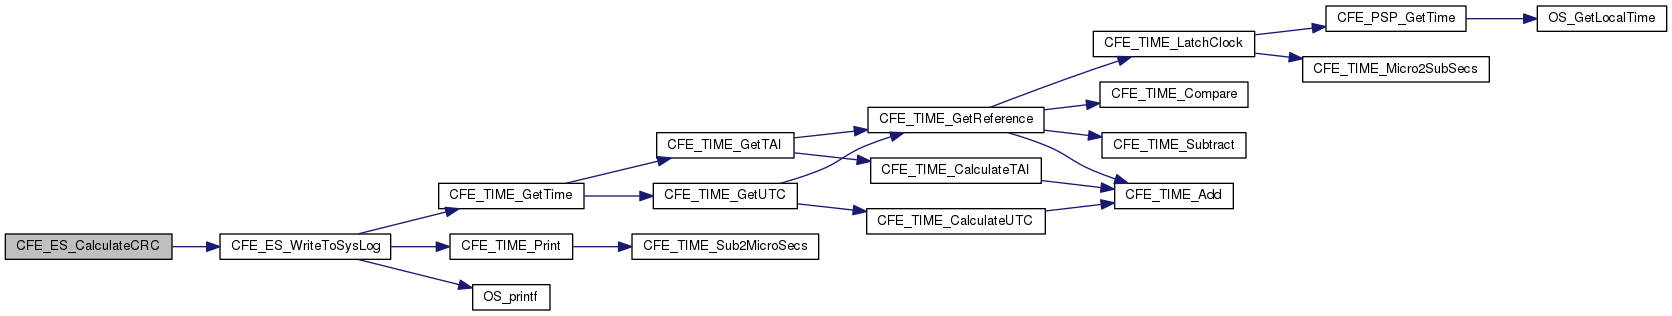 CFE_PSP_GetTime
OS_GetLocalTime
CFE_TIME_LatchClock
CFE_TIME_Micro2SubSecs
CFE_TIME_Compare
CFE_TIME_GetReference
CFE_TIME_GetTAI
CFE_TIME_Subtract
CFE_TIME_CalculateTAI
CFE_TIME_GetTime
CFE_TIME_GetUTC
CFE_TIME_Add
CFE_TIME_CalculateUTC
CFE_ES_CalculateCRC
CFE_ES_WriteToSysLog
CFE_TIME_Print
CFE_TIME_Sub2MicroSecs
OS_printf